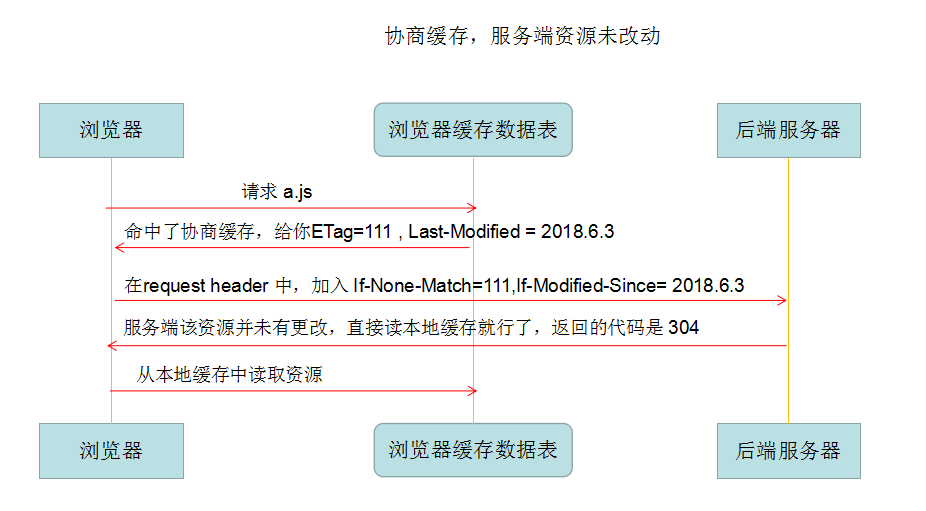 协商缓存，服务端资源未改动
浏览器
浏览器缓存数据表
后端服务器
请求 a.js
命中了协商缓存，给你ETag=111 , Last-Modified = 2018.6.3
在request header 中，加入 If-None-Match=111,If-Modified-Since= 2018.6.3
服务端该资源并未有更改，直接读本地缓存就行了，返回的代码是 304
从本地缓存中读取资源
浏览器
浏览器缓存数据表
后端服务器